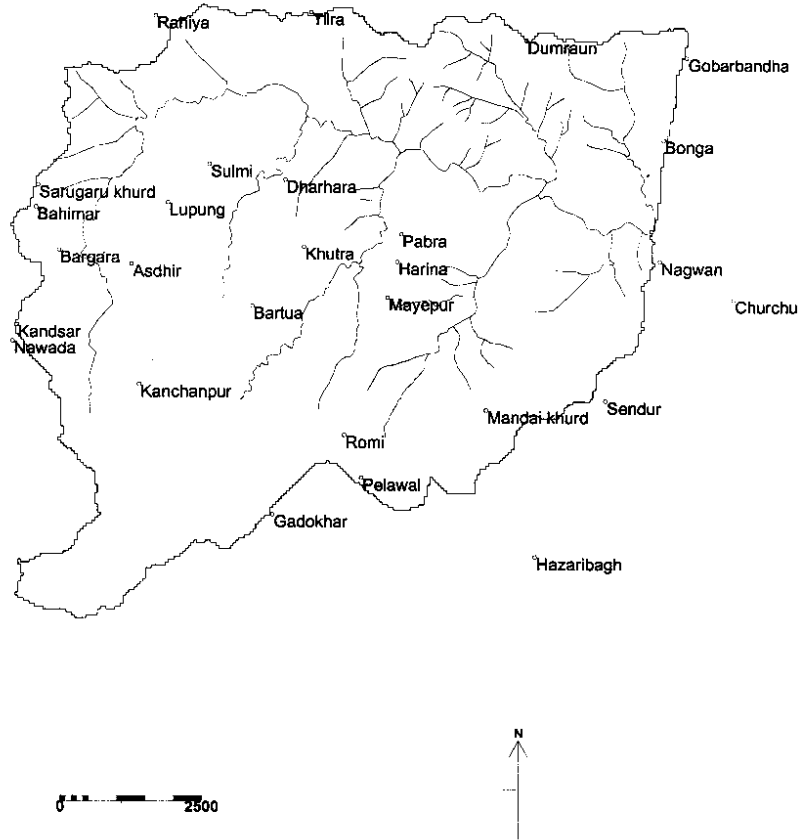 Rahiya
Tilra
Dumraun
Gobarbandha
Bonga
Sulmi
Dharhara
Sarugaru khurd
Lupung
Bahimar
Pabra
Khutra
Bargara
Asdhir
Harina
Nagwan
Mayepur
Churchu
Bartua
Kandsar
Nawada
Kanchanpur
Sendur
Mandai khurd
Romi
Pelawal
Gadokhar
Hazaribagh
N
0 2500